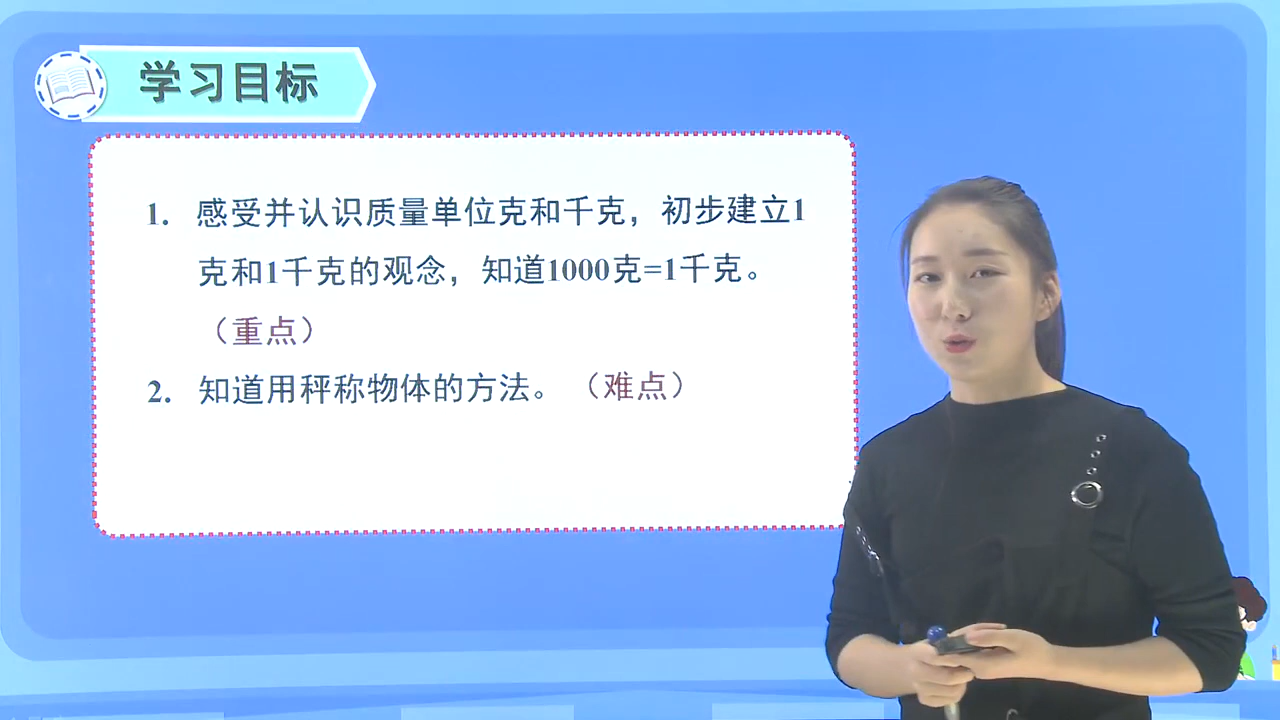 学习目标
1. 感受并认识质量单位克和千克，初步建立1
克和1千克的观念，知道1000克=1千克。
（重点）
2. 知道用秤称物体的方法。（难点）